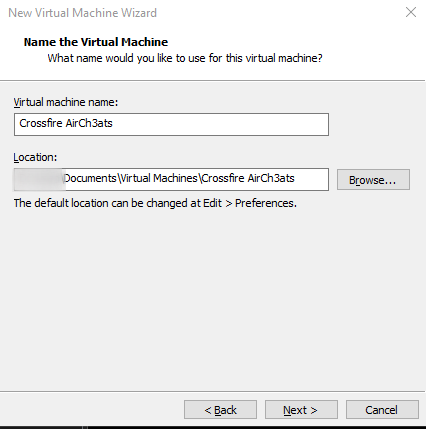 New Virtual Machine Wizard
Name the Virtual Machine
What name would you like to use for this virtual machine?
Virtual machine name:
Crossfire AirCh3ats
Location:
\Documents\Virtual Machines\Crossfire AirCh3ats
Browse...
The default location can be changed at Edit > Preferences.
< Back
Next >
Cancel